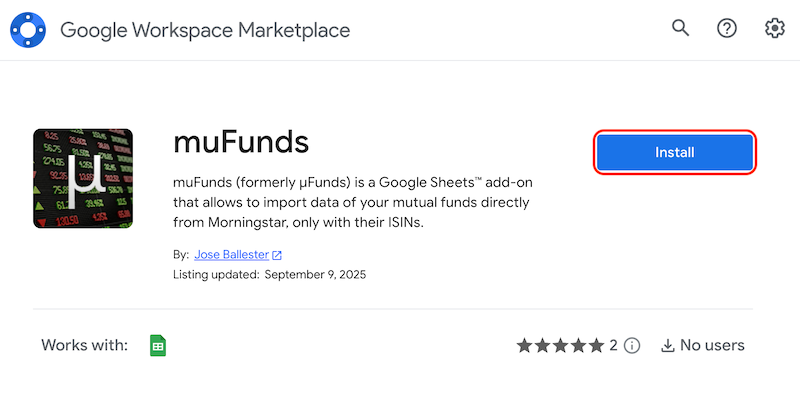 Google Workspace Marketplace
muFunds
Install
muFunds (formerly µFunds) is a Google Sheets™ add-on
that allows to import data of your mutual funds directly
from Morningstar, only with their ISINs.
By: Jose Ballester
Listing updated: September 9, 2025
Works with:
2
No users
µ